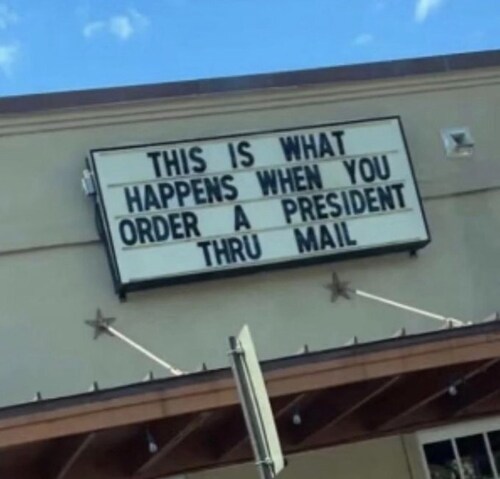 THIS IS WHAT
HAPPENS WHEN YOU
ORDER A PRESIDENT
THRU MAIL